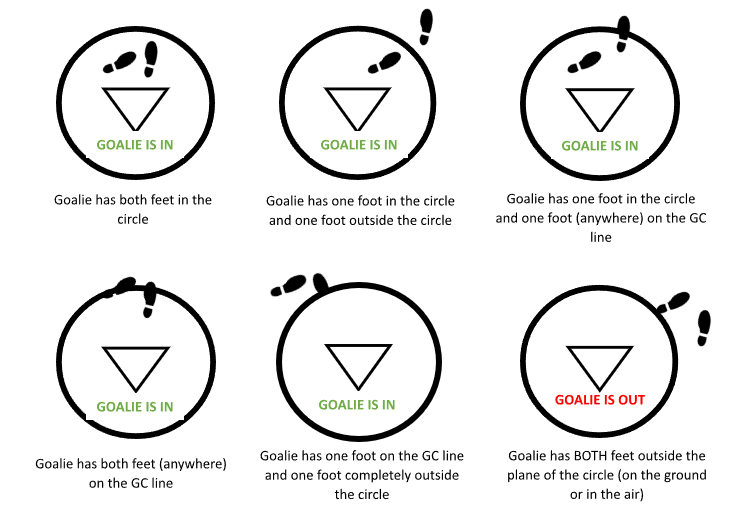 GOALIE IS IN
Goalie has both feet in the
circle
GOALIE IS IN
Goalie has one foot in the circle
and one foot outside the circle
GOALIE IS IN
Goalie has one foot in the circle
and one foot (anywhere) on the GC
line
GOALIE IS IN
Goalie has both feet (anywhere)
on the GC line
GOALIE IS IN
Goalie has one foot on the GC line
and one foot completely outside
the circle
GOALIE IS OUT
Goalie has BOTH feet outside the
plane of the circle (on the ground
or in the air)